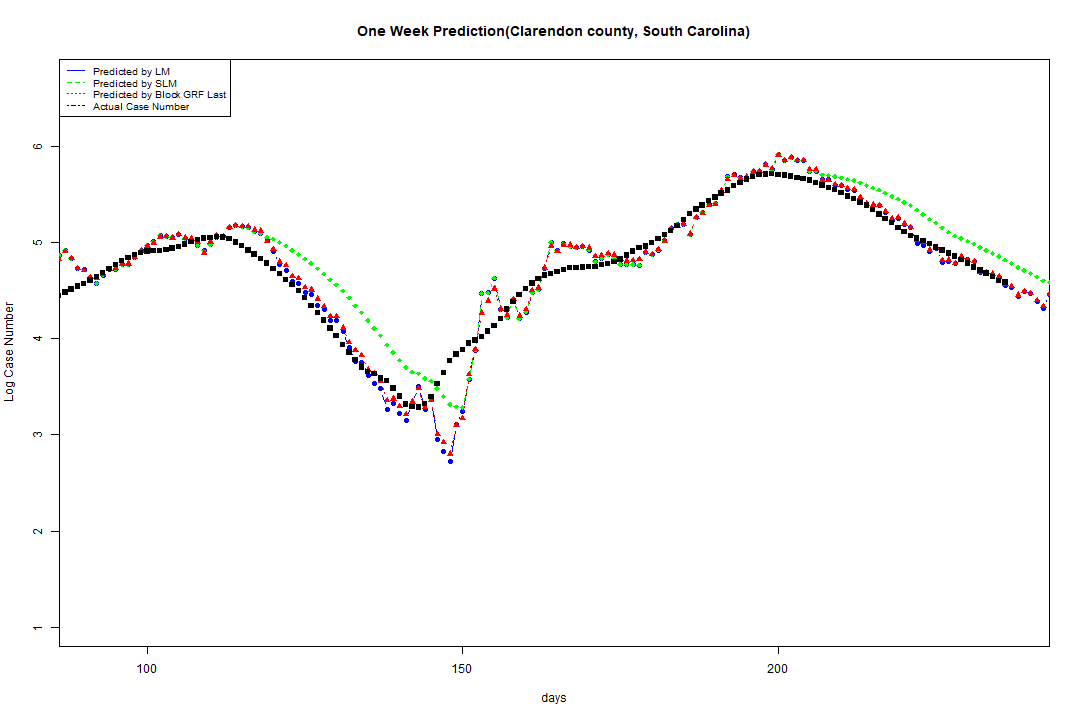 One Week Prediction(Clarendon county, South Carolina)
Predicted by LM
Predicted by SLM
Predicted by Block GRF Last
Actual Case Number
6
5
4
3
2
1
Log Case Number
100
150
200
days